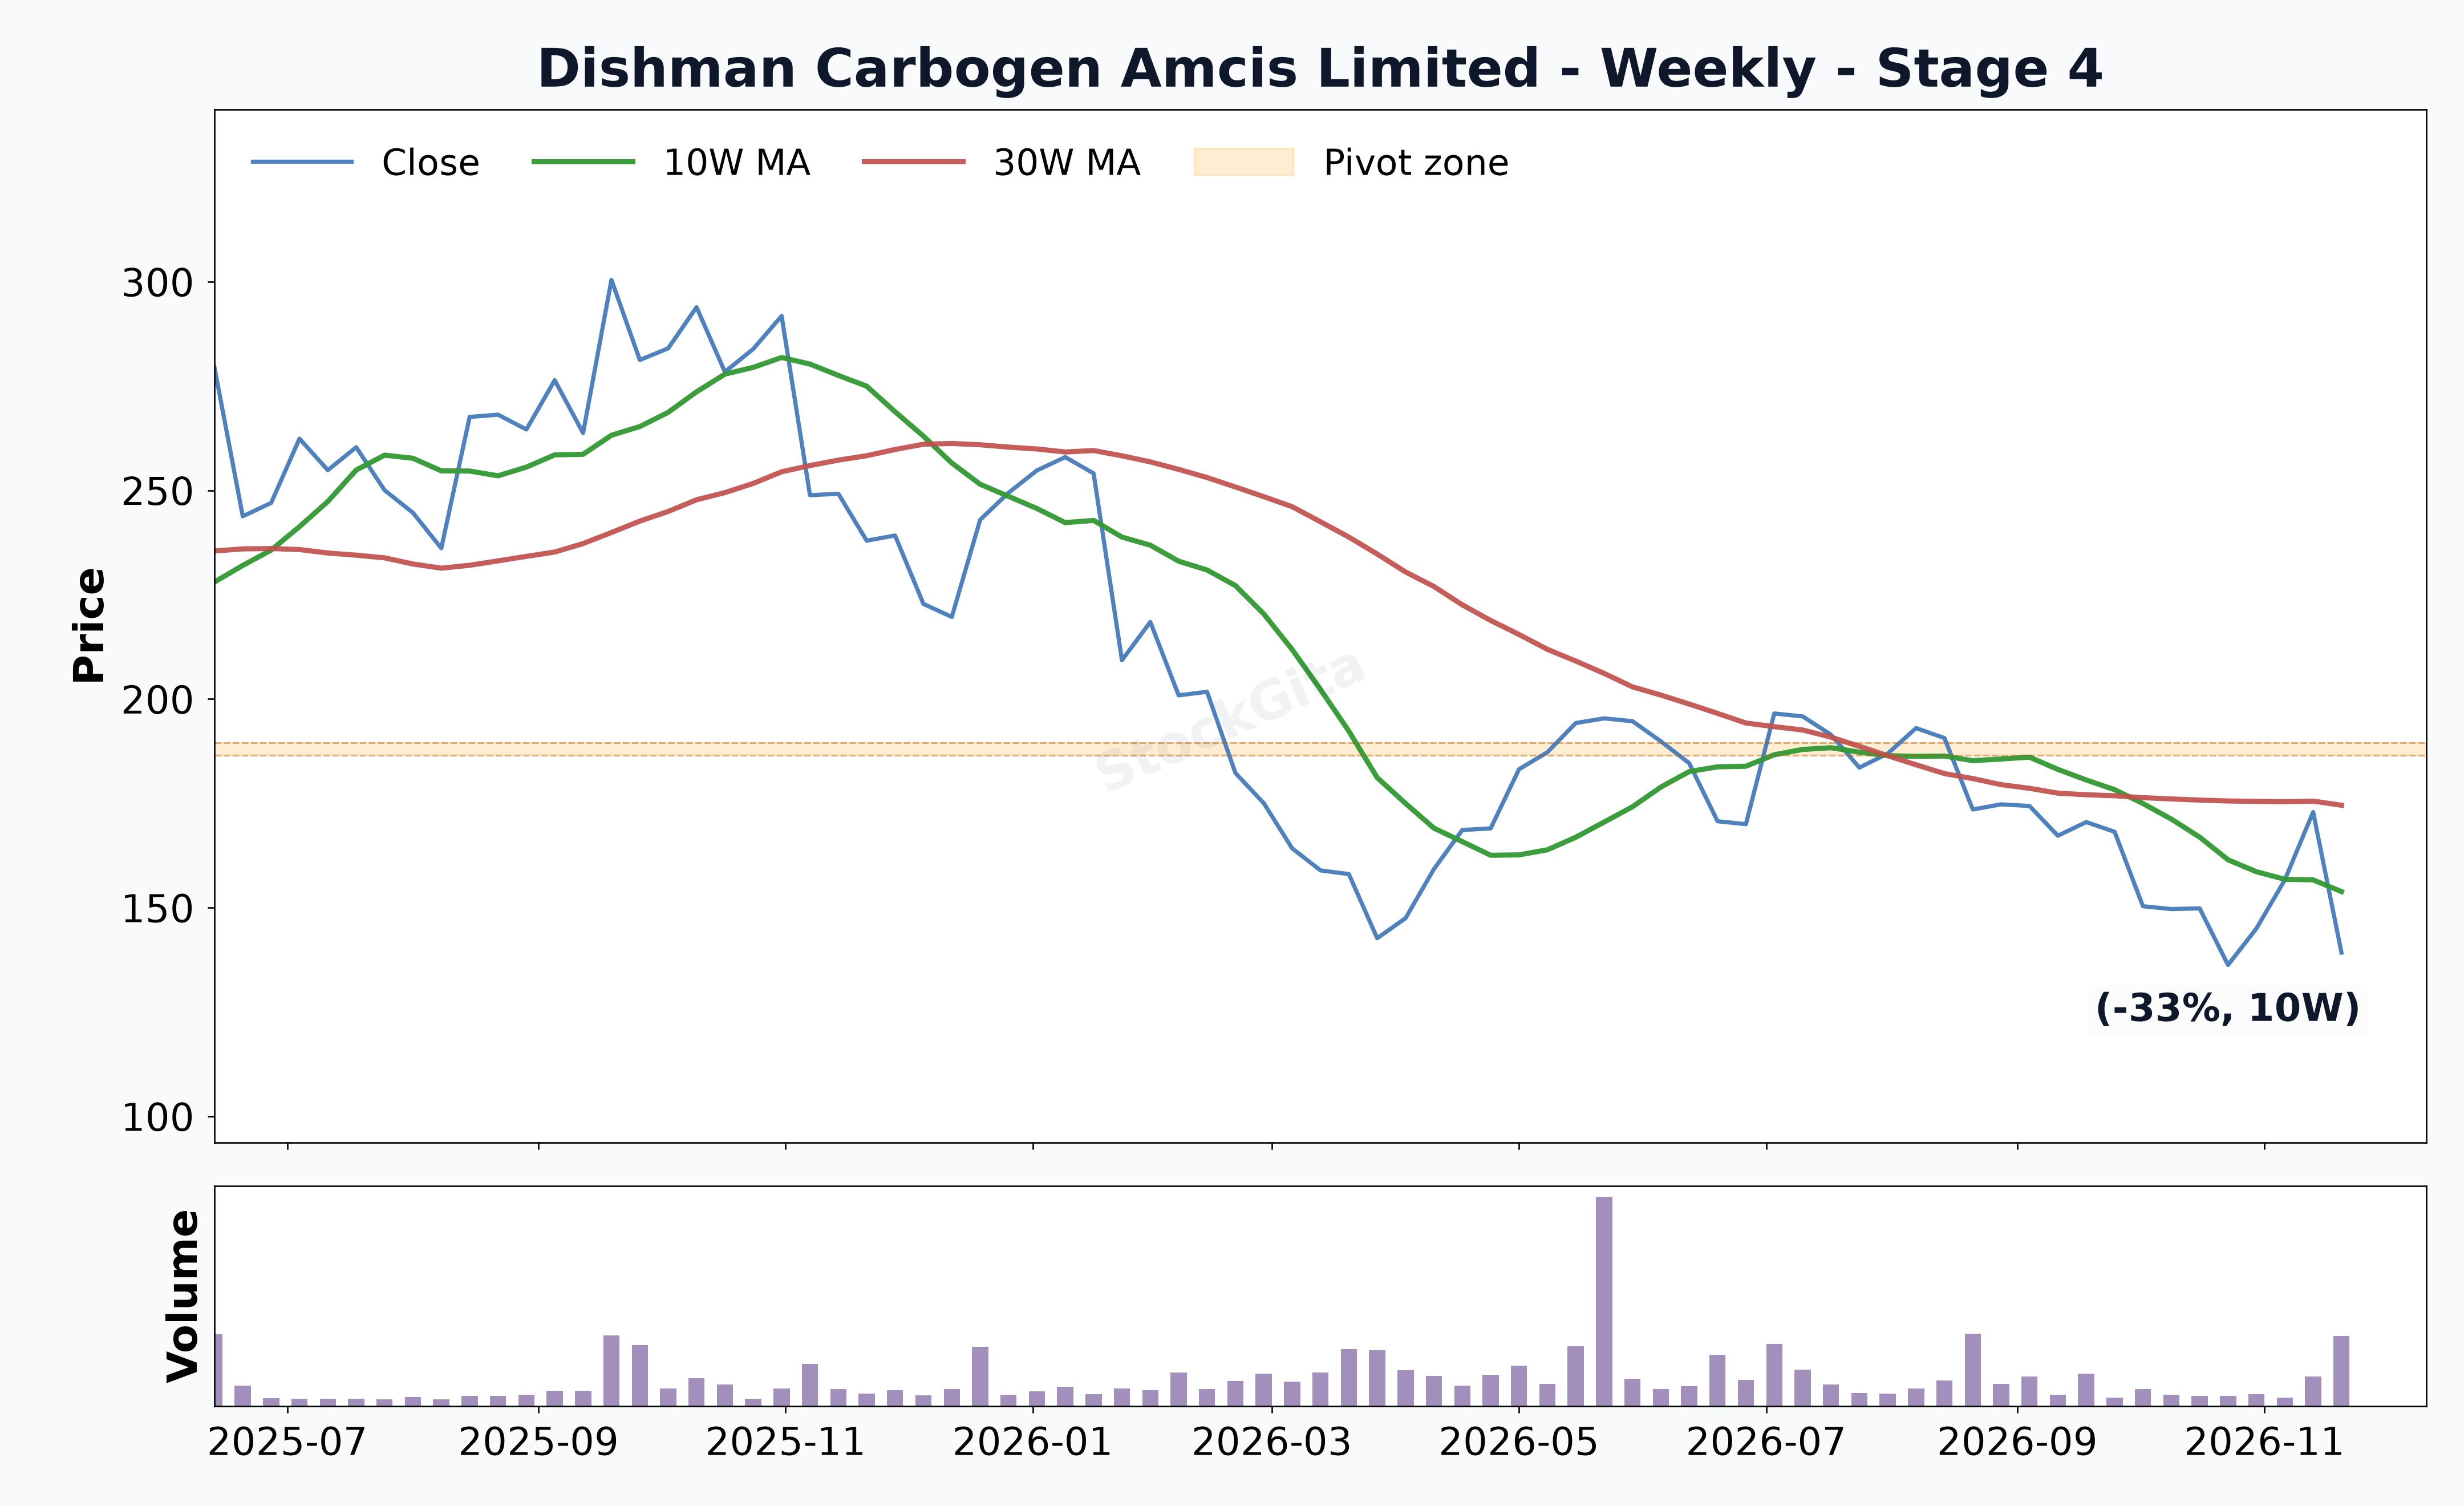 Dishman Carbogen Amcis Limited - Weekly - Stage 4
Close 10W MA 30W MA Pivot zone
Price
300
250
200
150
100
StockGita
(-33%, 10W)
Volume
2025-07 2025-09 2025-11 2026-01 2026-03 2026-05 2026-07 2026-09 2026-11